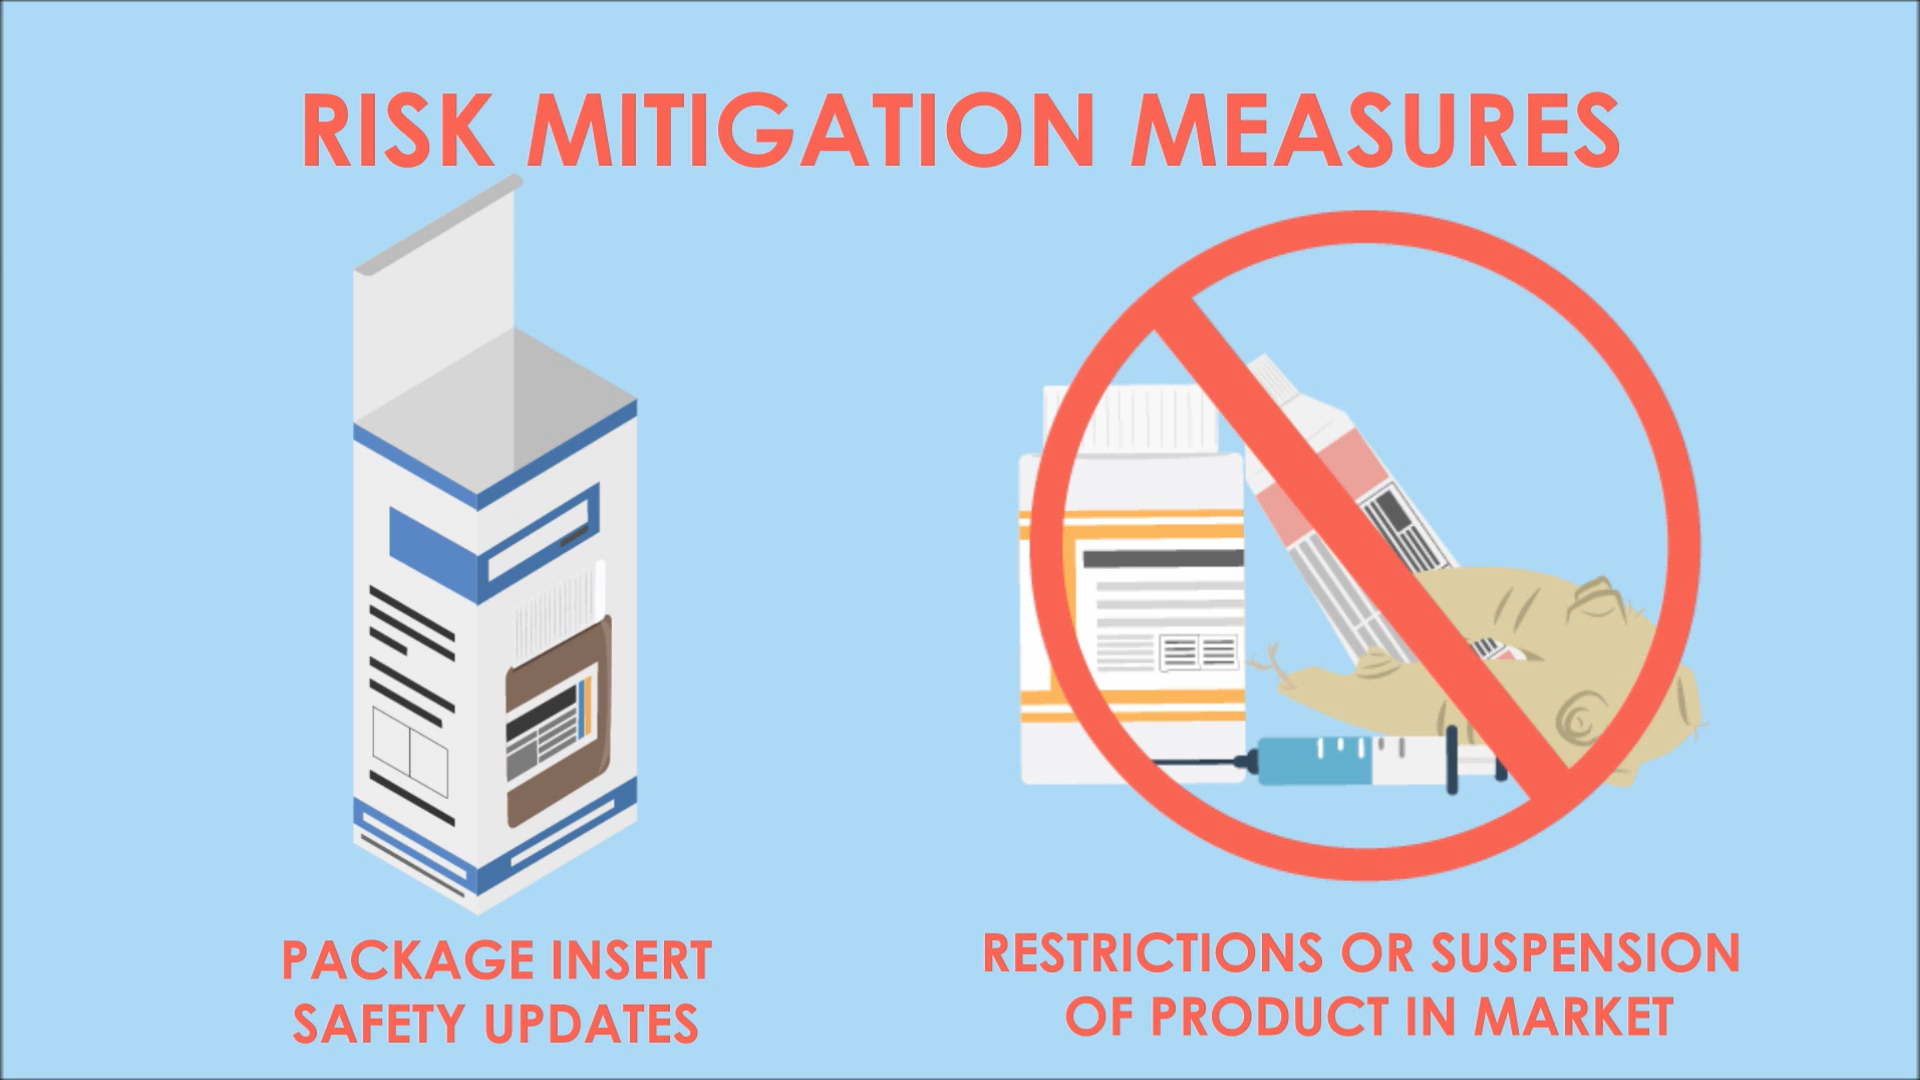 RISK MITIGATION MEASURES
PACKAGE INSERT
SAFETY UPDATES
RESTRICTIONS OR SUSPENSION
OF PRODUCT IN MARKET